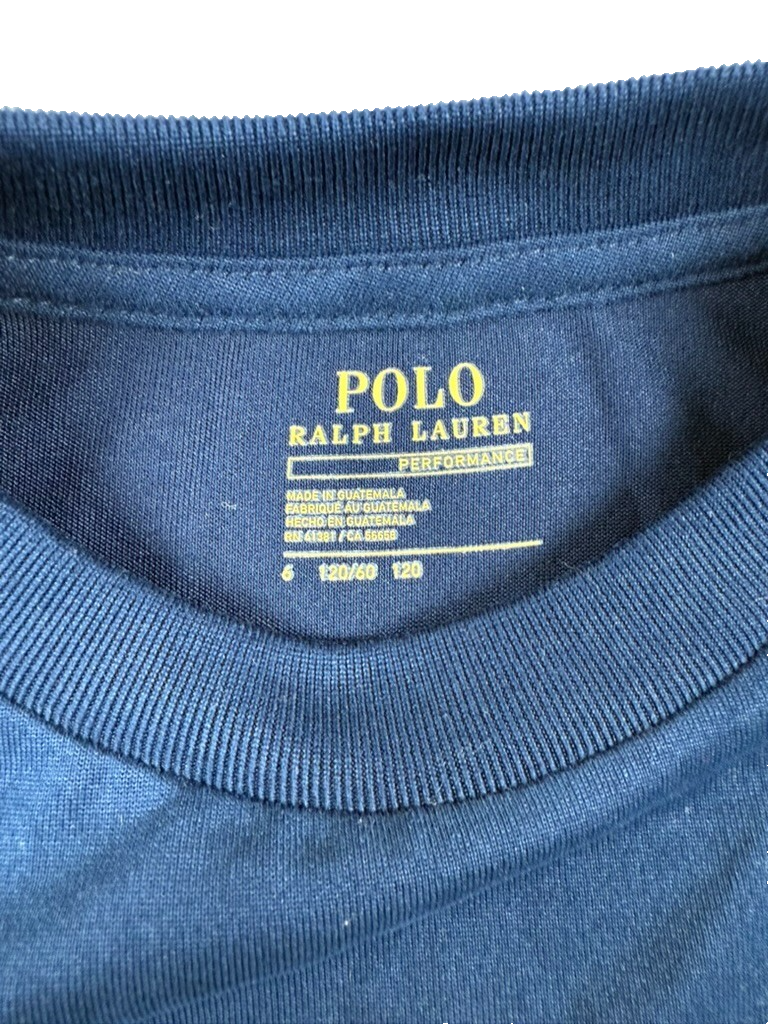 POLO
RALPH LAUREN
PERFORMANCE
MADE IN GUATEMALA
FABRIQUÉ AU GUATEMALA
HECHO EN GUATEMALA
RN 41381 / CA 56656
6 120/60 120